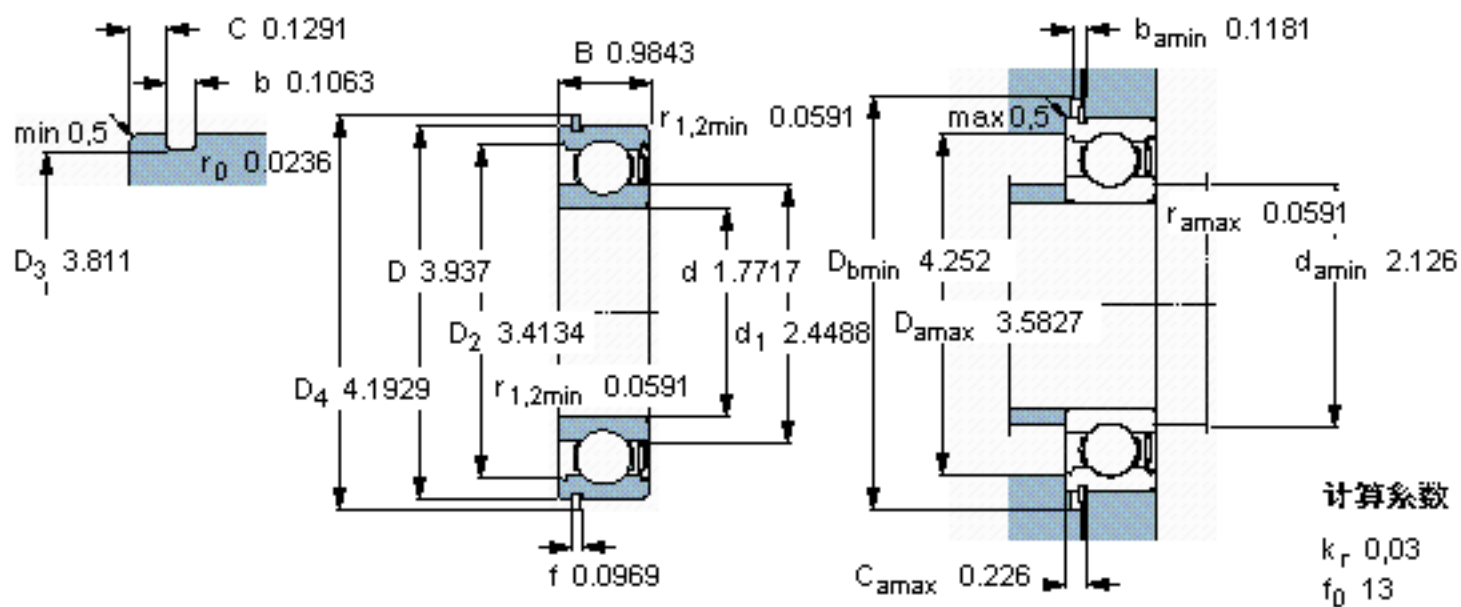 C 0.1291
b 0.1063
min 0,5
r0 0.0236
D3 3.811
B 0.9843
r1,2min 0.0591
D 3.937
d 1.7717
D2 3.4134
d1 2.4488
D4 4.1929
r1,2min 0.0591
f 0.0969
bamin 0.1181
max 0,5
ramax 0.0591
Dbmin 4.252
damin 2.126
Damax 3.5827
Camax 0.226
计算系数
kr 0,03
f0 13